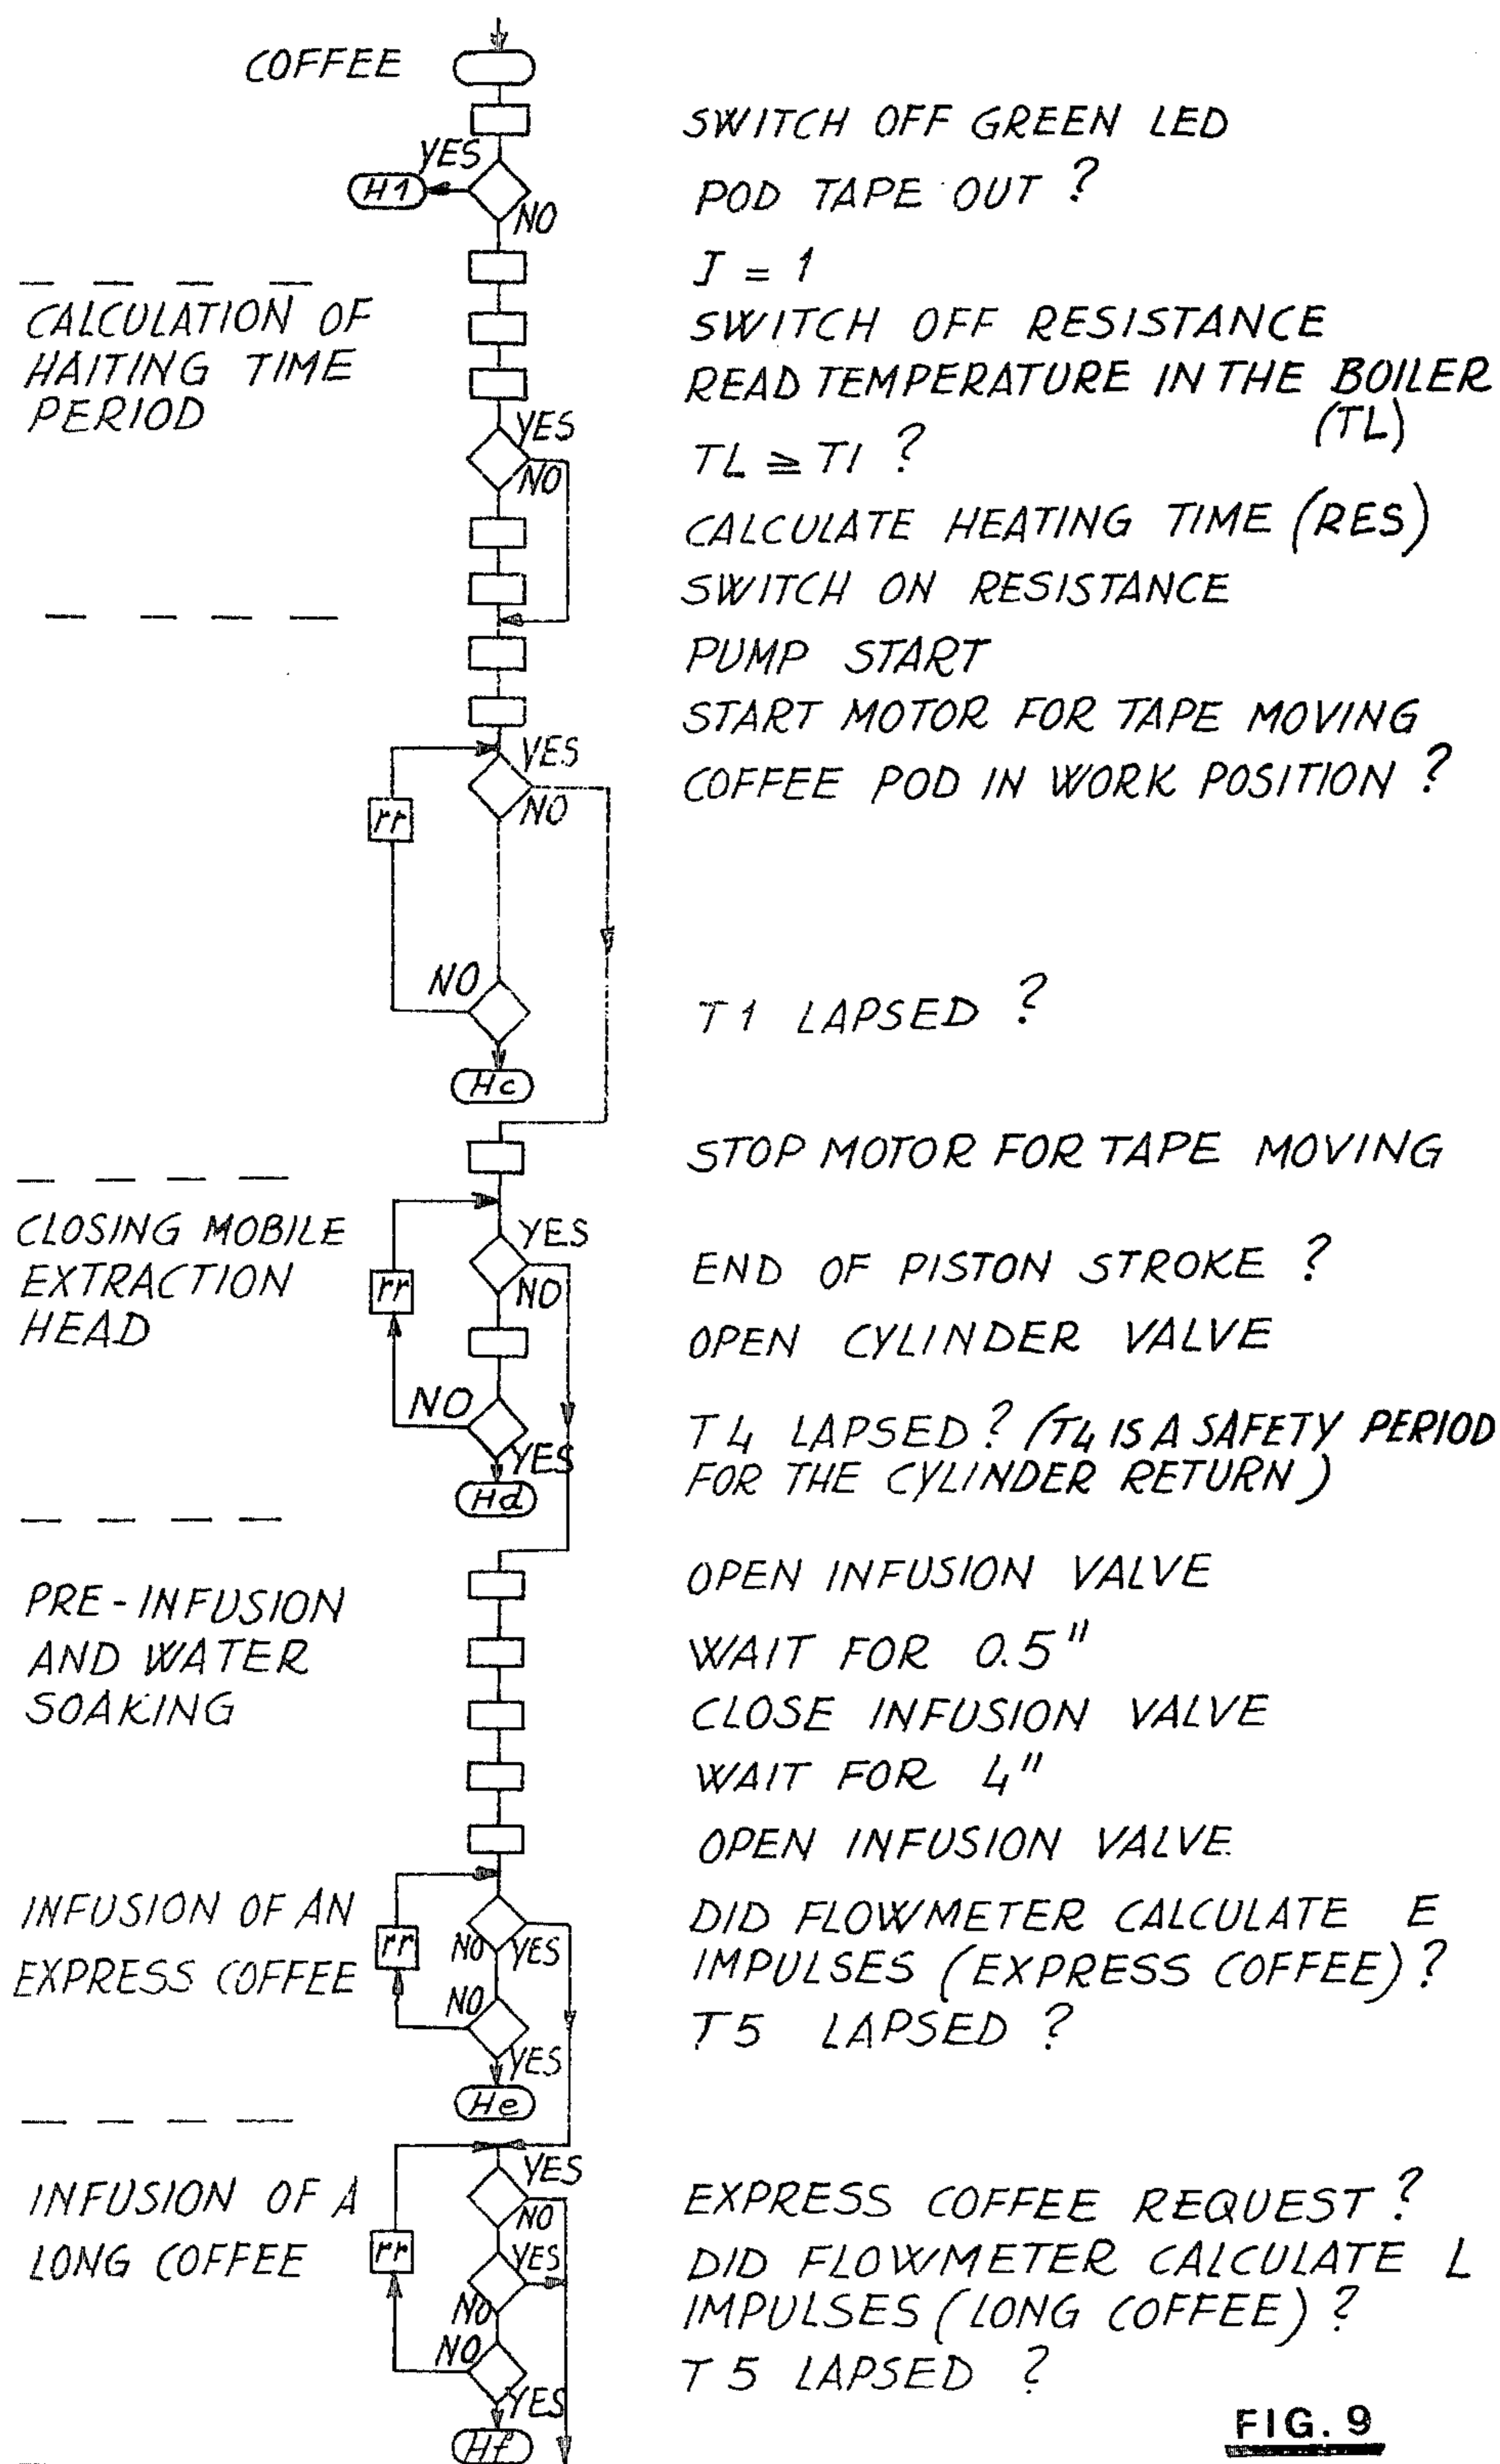 COFFEE
SWITCH OFF GREEN LED
YES
H1
NO
POD TAPE OUT ?
J = 1
CALCULATION OF
HAITING TIME
PERIOD
SWITCH OFF RESISTANCE
READ TEMPERATURE IN THE BOILER
(TL)
YES
NO
TL ≧ TI ?
CALCULATE HEATING TIME (RES)
SWITCH ON RESISTANCE
PUMP START
START MOTOR FOR TAPE MOVING
YES
NO
COFFEE POD IN WORK POSITION ?
rr
NO
T1 LAPSED ?
Hc
STOP MOTOR FOR TAPE MOVING
CLOSING MOBILE
EXTRACTION
HEAD
YES
NO
rr
END OF PISTON STROKE ?
OPEN CYLINDER VALVE
NO
YES
T4 LAPSED ? (T4 IS A SAFETY PERIOD
FOR THE CYLINDER RETURN)
Hd
PRE-INFUSION
AND WATER
SOAKING
OPEN INFUSION VALVE
WAIT FOR 0.5"
CLOSE INFUSION VALVE
WAIT FOR 4"
OPEN INFUSION VALVE
INFUSION OF AN
EXPRESS COFFEE
rr
NO
YES
DID FLOWMETER CALCULATE E
IMPULSES (EXPRESS COFFEE) ?
NO
YES
T5 LAPSED ?
He
INFUSION OF A
LONG COFFEE
rr
YES
NO
EXPRESS COFFEE REQUEST ?
YES
NO
DID FLOWMETER CALCULATE L
IMPULSES (LONG COFFEE) ?
NO
YES
T5 LAPSED ?
Hf
FIG. 9